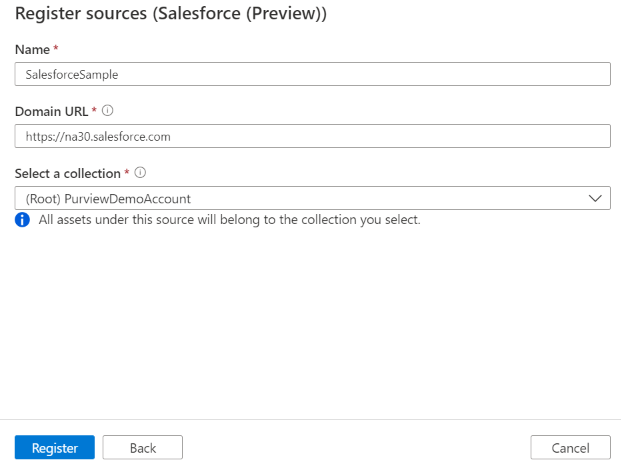 Register sources (Salesforce (Preview))
Name *
SalesforceSample
Domain URL *
https://na30.salesforce.com
Select a collection *
(Root) PurviewDemoAccount
All assets under this source will belong to the collection you select.
Register Back Cancel